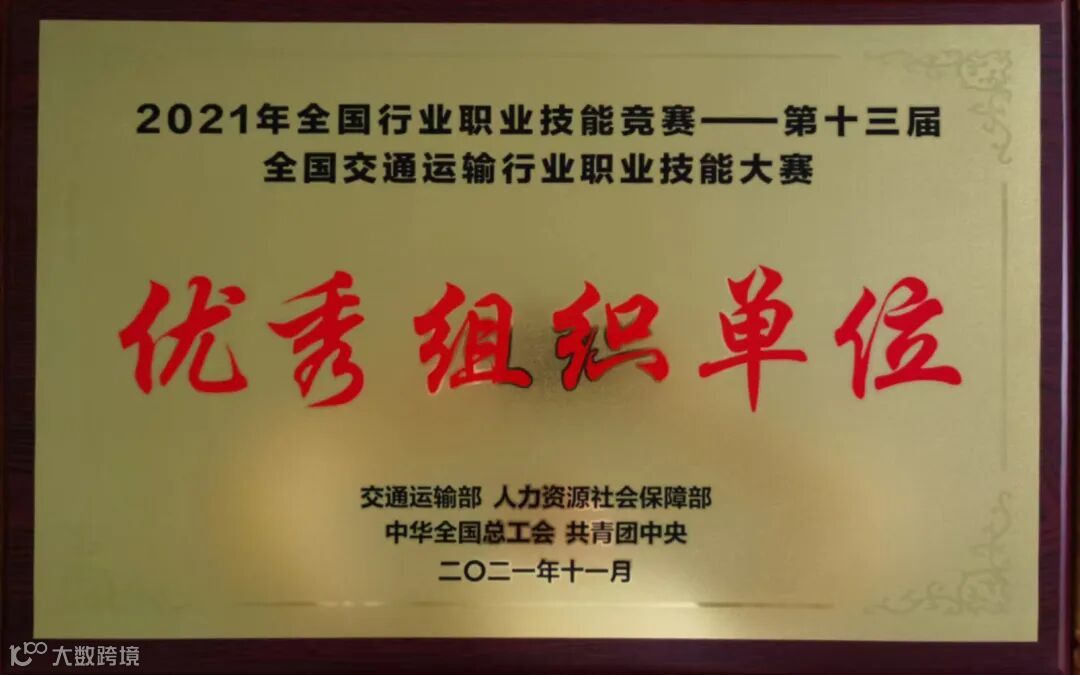 2021年全国行业职业技能竞赛——第十三届
全国交通运输行业职业技能大赛
优秀组织单位
交通运输部 人力资源社会保障部
中华全国总工会 共青团中央
二〇二一年十一月
大数跨境